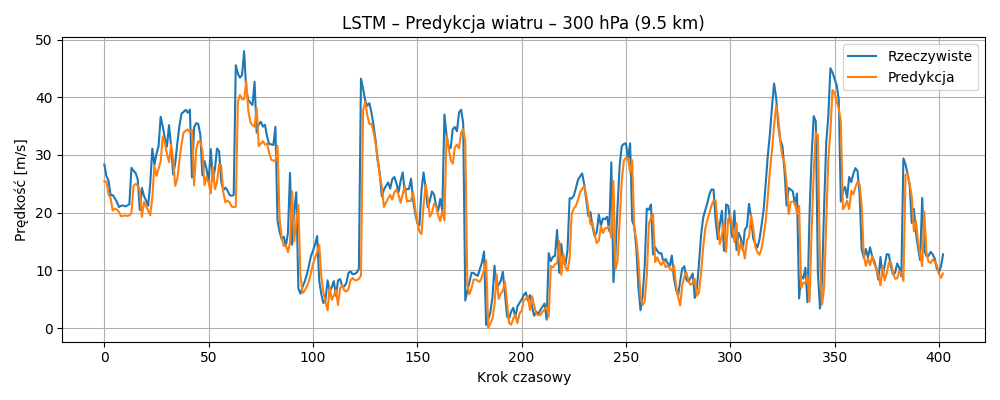 LSTM – Predykcja wiatru – 300 hPa (9.5 km)
Prędkość [m/s]
50
40
30
20
10
0
Rzeczywiste
Predykcja
0 50 100 150 200 250 300 350 400
Krok czasowy